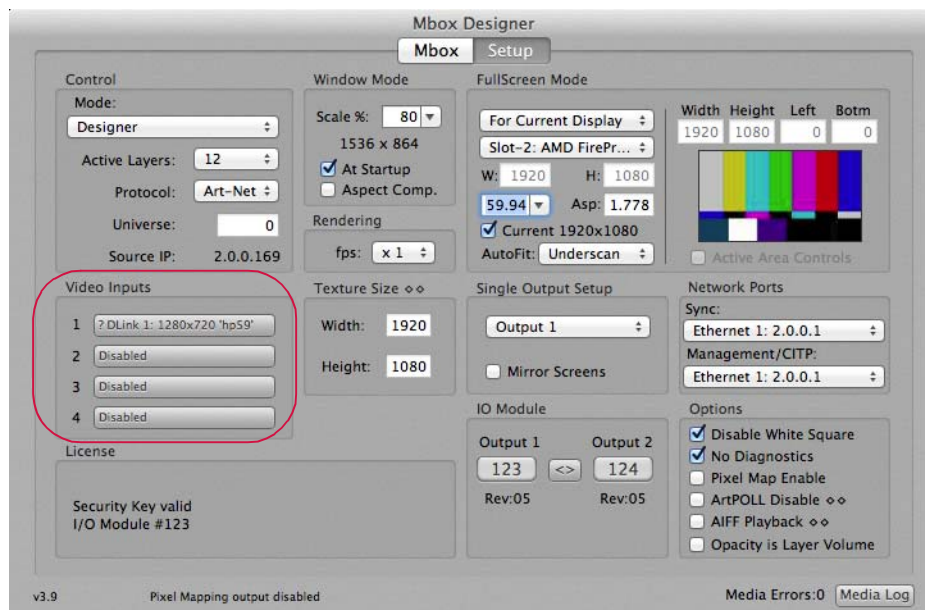 Mbox Designer
Mbox Setup
Control
Mode:
Designer
Active Layers: 12
Protocol: Art-Net
Universe: 0
Source IP: 2.0.0.169
Window Mode
Scale %: 80
1536 x 864
At Startup
Aspect Comp.
Rendering
fps: x 1
FullScreen Mode
For Current Display
Slot-2: AMD FirePr...
W: 1920 H: 1080
59.94 Asp: 1.778
Current 1920x1080
AutoFit: Underscan
Width Height Left Botm
1920 1080 0 0
Active Area Controls
Video Inputs
1 ? DLink 1: 1280x720 'hp59'
2 Disabled
3 Disabled
4 Disabled
Texture Size ◇◇
Width: 1920
Height: 1080
Single Output Setup
Output 1
Mirror Screens
Network Ports
Sync:
Ethernet 1: 2.0.0.1
Management/CITP:
Ethernet 1: 2.0.0.1
License
Security Key valid
I/O Module #123
IO Module
Output 1 Output 2
123 <> 124
Rev:05 Rev:05
Options
Disable White Square
No Diagnostics
Pixel Map Enable
ArtPOLL Disable ◇◇
AIFF Playback ◇◇
Opacity is Layer Volume
v3.9 Pixel Mapping output disabled Media Errors:0 Media Log